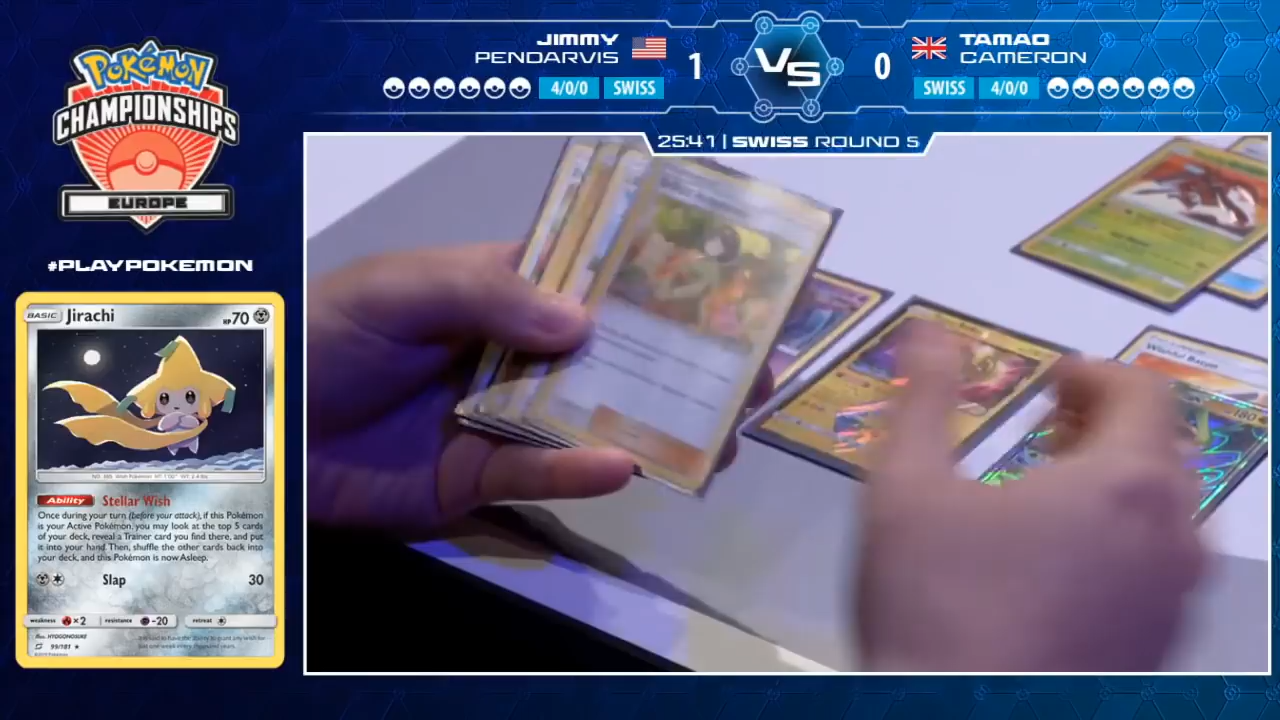 POKÉMON
CHAMPIONSHIPS
EUROPE
#PLAYPOKEMON
JIMMY
PENDARVIS
4/0/0
SWISS
1
VS
0
TAMAO
CAMERON
SWISS
4/0/0
25:41 | SWISS ROUND 5
BASIC Jirachi HP70
Ability Stellar Wish
Once during your turn (before your attack), if this Pokémon
is your Active Pokémon, you may look at the top 5 cards
of your deck, reveal a Trainer card you find there, and put
it into your hand. Then, shuffle the other cards back into
your deck, and this Pokémon is now Asleep.
Slap 30
weakness ×2 resistance -20 retreat
99/181
180